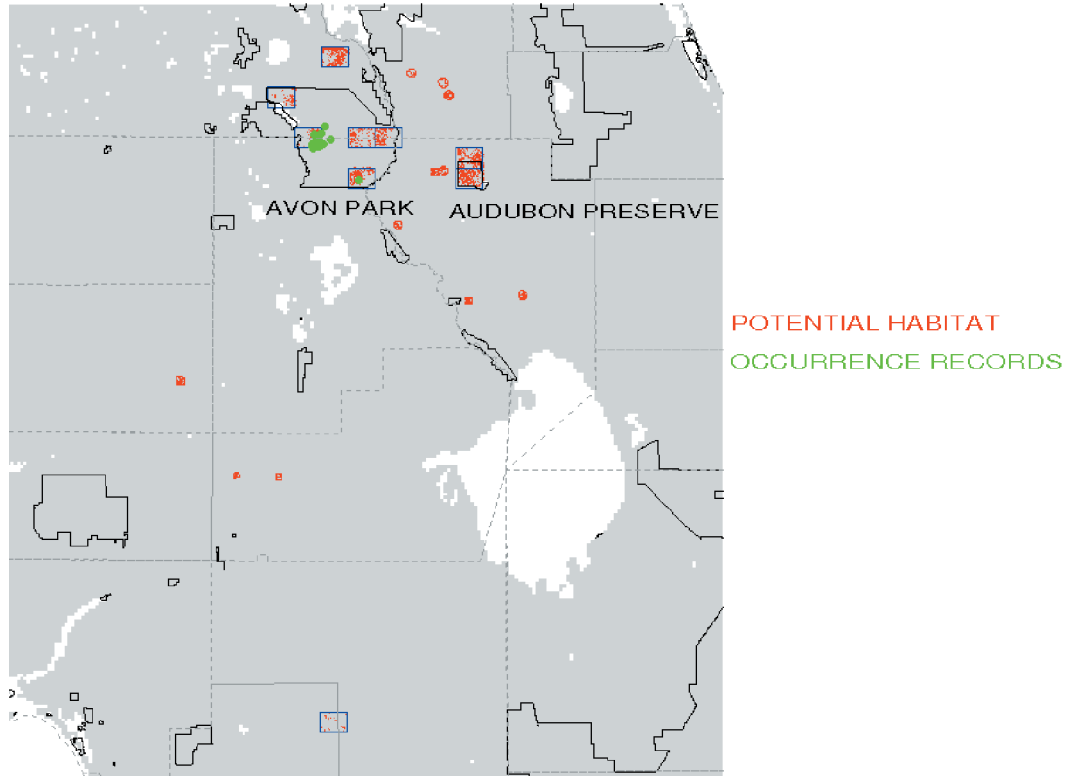 AVON PARK
AUDUBON PRESERVE
POTENTIAL HABITAT
OCCURRENCE RECORDS